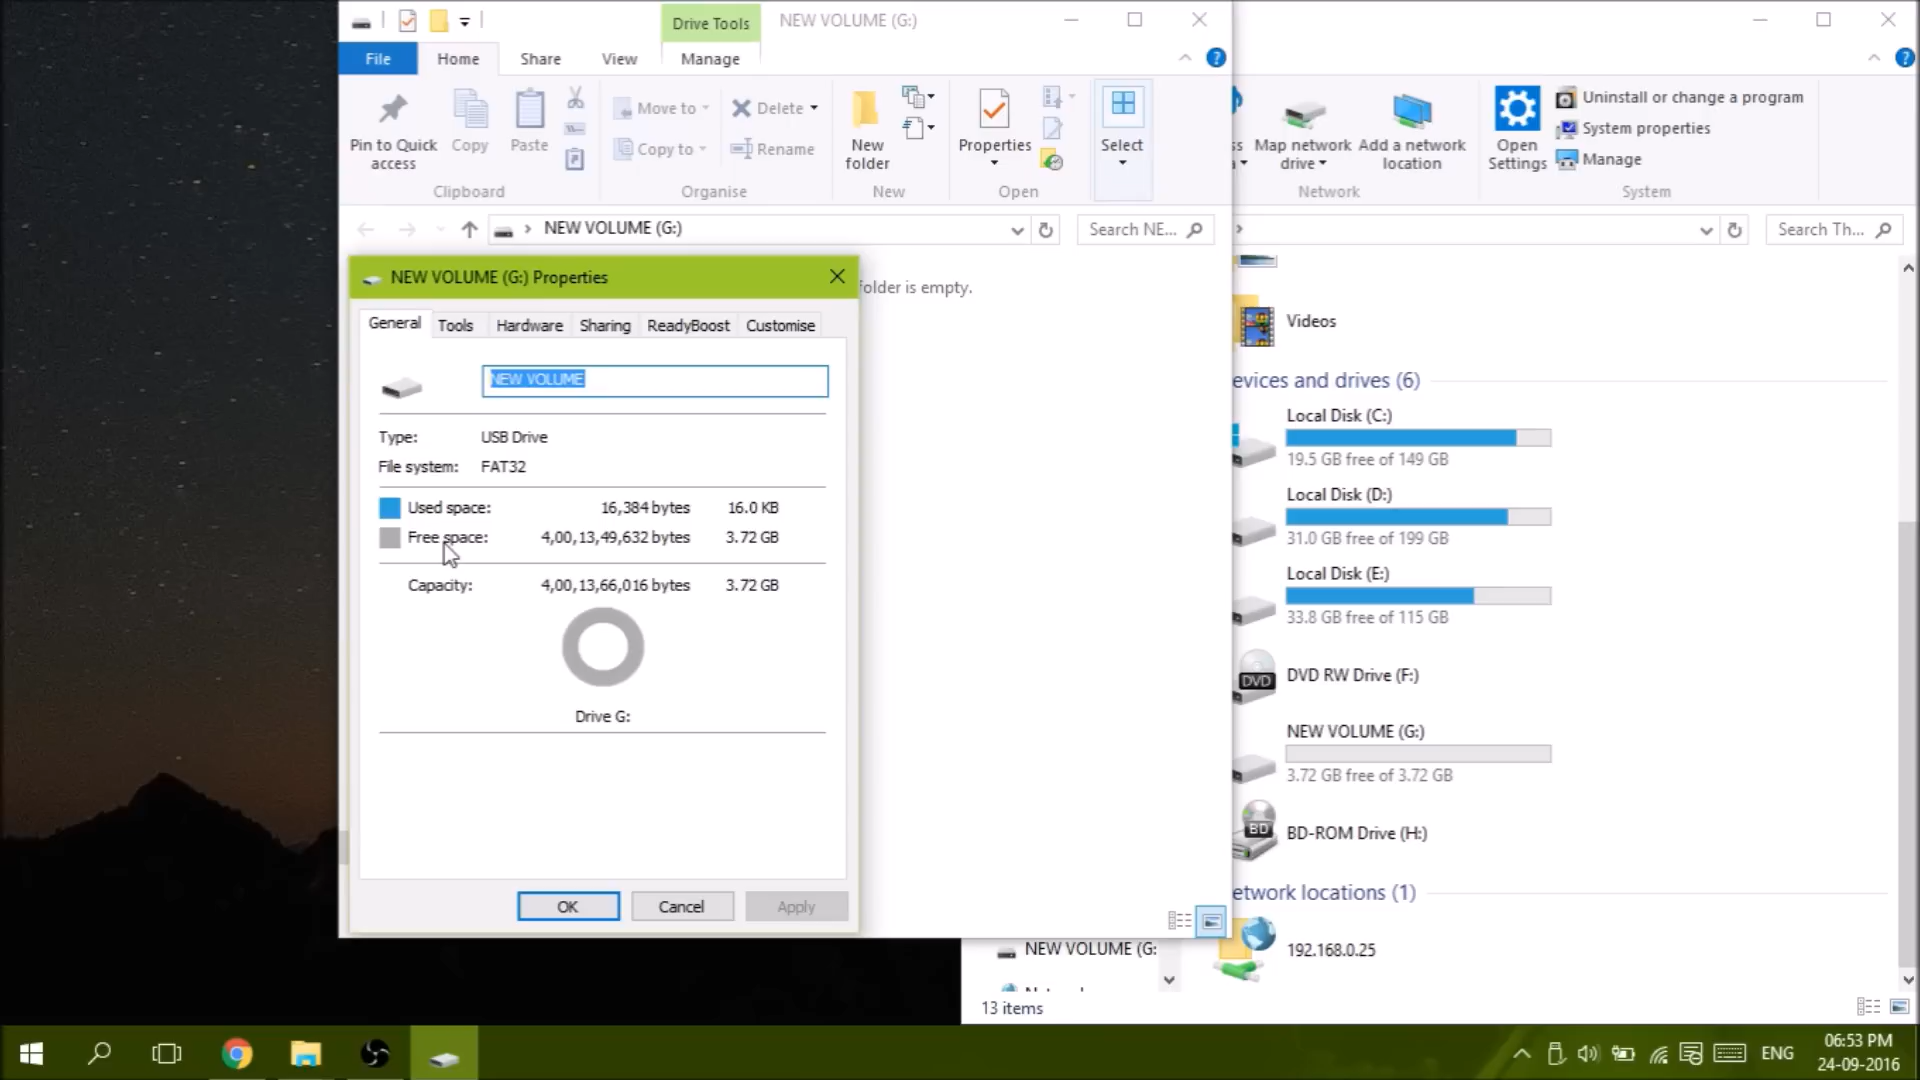 Drive Tools
NEW VOLUME (G:)
File
Home
Share
View
Manage
Pin to Quick access
Copy
Paste
Move to
Copy to
Delete
Rename
New folder
Properties
Select
Clipboard
Organise
New
Open
Map network drive
Add a network location
Open Settings
Uninstall or change a program
System properties
Manage
Network
System
NEW VOLUME (G:)
Search NE...
Search Th...
NEW VOLUME (G:) Properties
folder is empty.
General
Tools
Hardware
Sharing
ReadyBoost
Customise
NEW VOLUME
Type: USB Drive
File system: FAT32
Used space: 16,384 bytes 16.0 KB
Free space: 4,00,13,49,632 bytes 3.72 GB
Capacity: 4,00,13,66,016 bytes 3.72 GB
Drive G:
OK
Cancel
Apply
Videos
evices and drives (6)
Local Disk (C:)
19.5 GB free of 149 GB
Local Disk (D:)
31.0 GB free of 199 GB
Local Disk (E:)
33.8 GB free of 115 GB
DVD
DVD RW Drive (F:)
NEW VOLUME (G:)
3.72 GB free of 3.72 GB
BD
BD-ROM Drive (H:)
etwork locations (1)
192.168.0.25
NEW VOLUME (G:
13 items
ENG
06:53 PM
24-09-2016